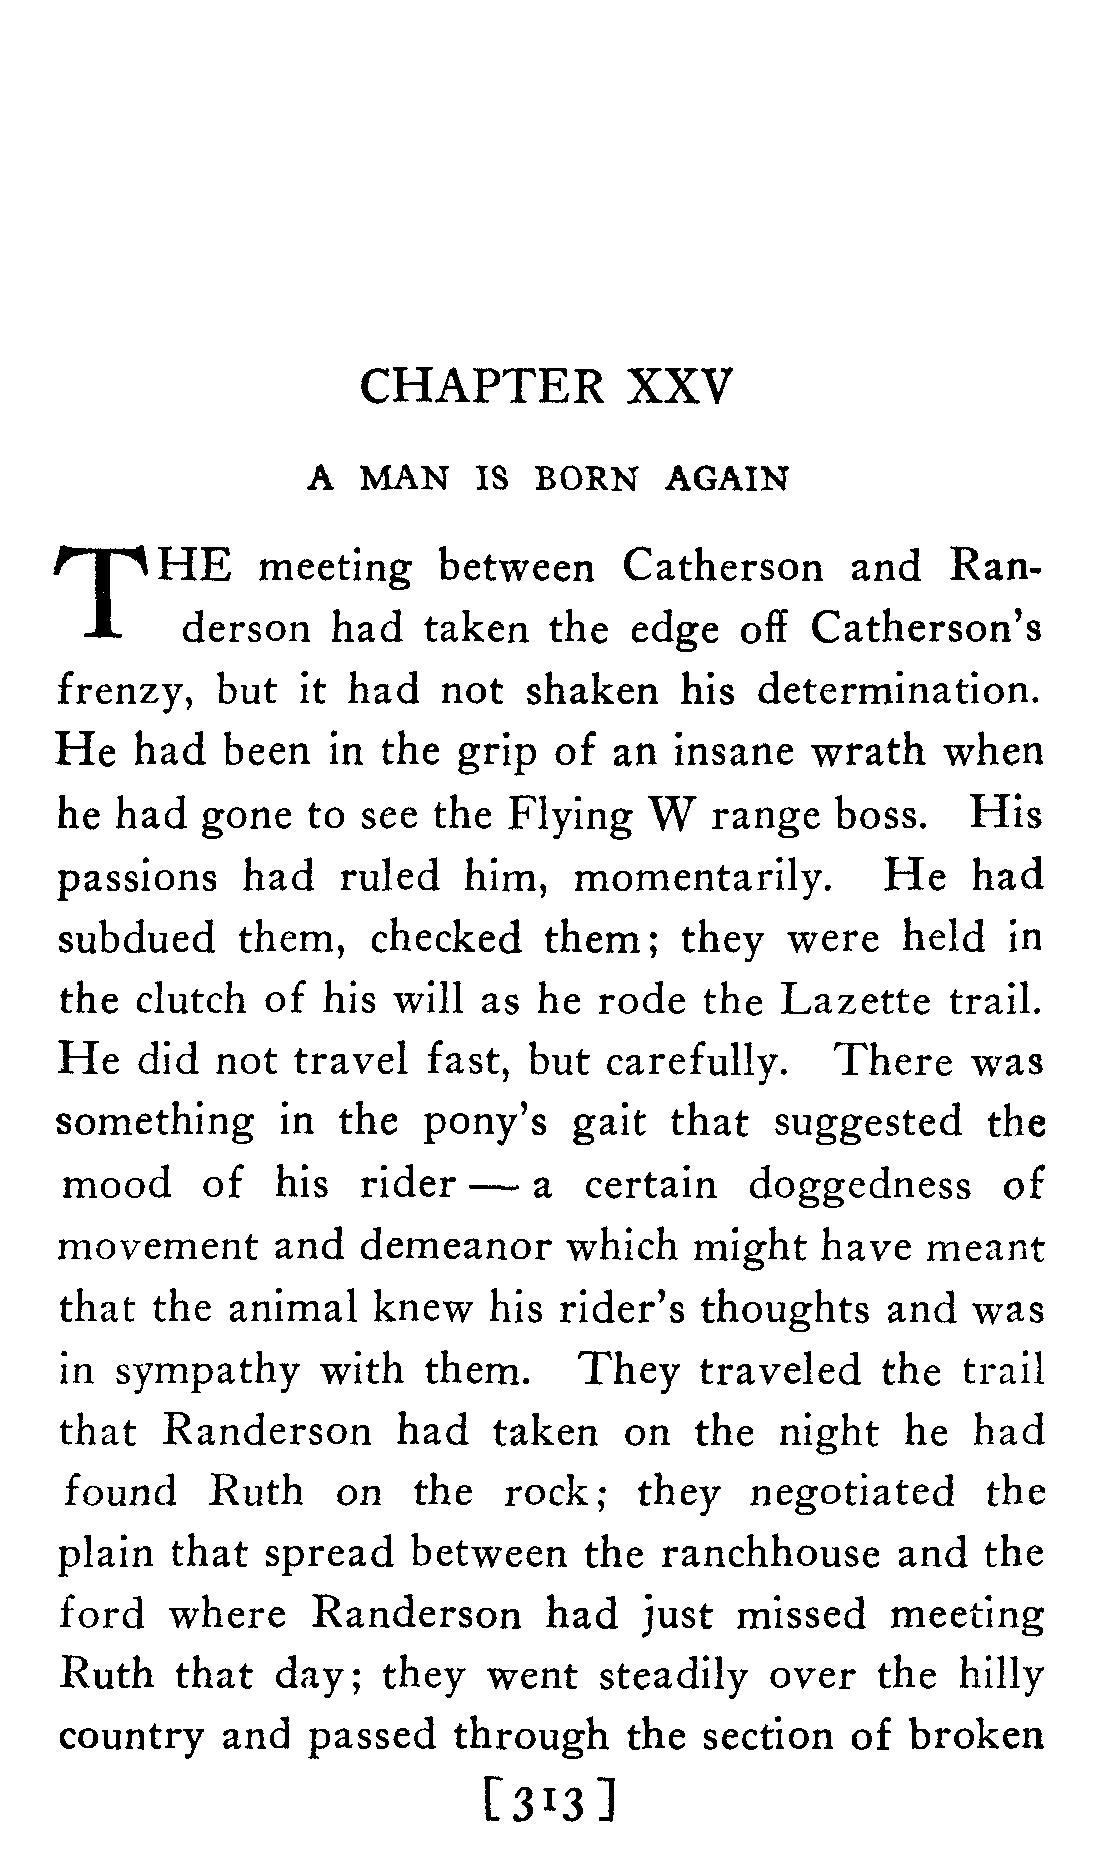 CHAPTER XXV
A MAN IS BORN AGAIN
THE meeting between Catherson and Ran-
derson had taken the edge off Catherson's
frenzy, but it had not shaken his determination.
He had been in the grip of an insane wrath when
he had gone to see the Flying W range boss. His
passions had ruled him, momentarily. He had
subdued them, checked them; they were held in
the clutch of his will as he rode the Lazette trail.
He did not travel fast, but carefully. There was
something in the pony's gait that suggested the
mood of his rider — a certain doggedness of
movement and demeanor which might have meant
that the animal knew his rider's thoughts and was
in sympathy with them. They traveled the trail
that Randerson had taken on the night he had
found Ruth on the rock; they negotiated the
plain that spread between the ranchhouse and the
ford where Randerson had just missed meeting
Ruth that day; they went steadily over the hilly
country and passed through the section of broken
[313]